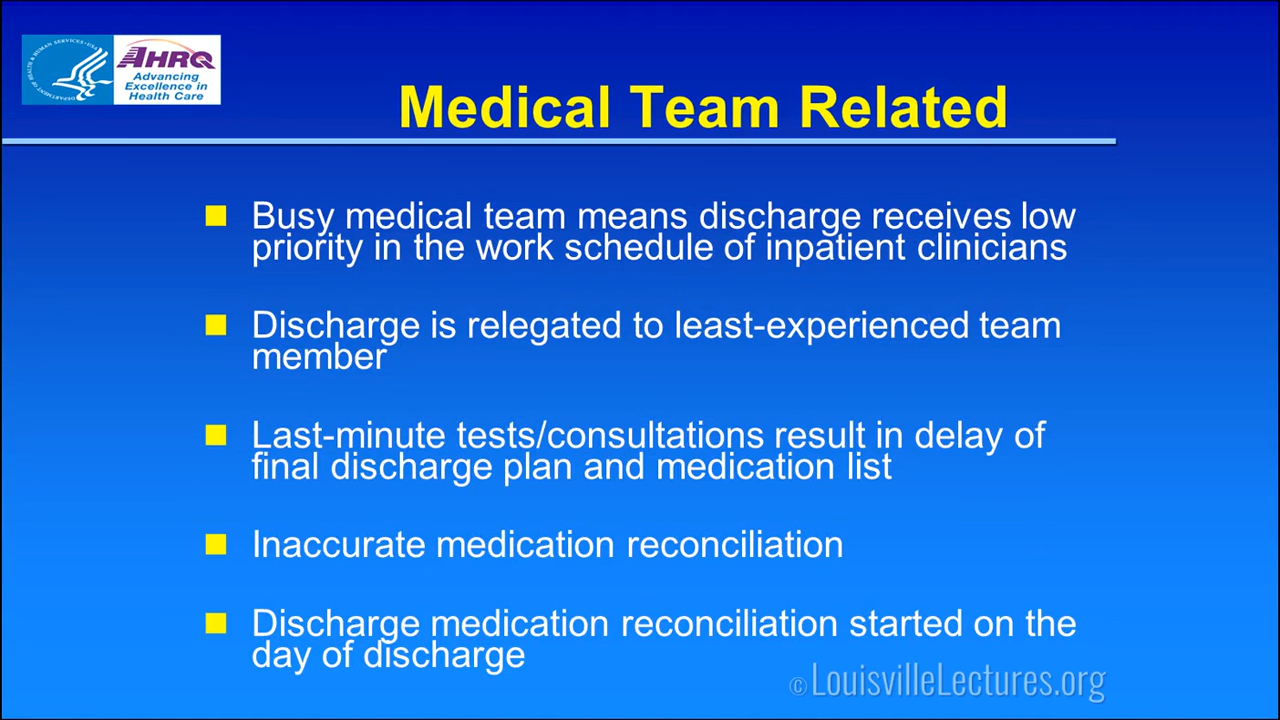 AHRQ
Advancing
Excellence in
Health Care
Medical Team Related
Busy medical team means discharge receives low
priority in the work schedule of inpatient clinicians
Discharge is relegated to least-experienced team
member
Last-minute tests/consultations result in delay of
final discharge plan and medication list
Inaccurate medication reconciliation
Discharge medication reconciliation started on the
day of discharge
© LouisvilleLectures.org